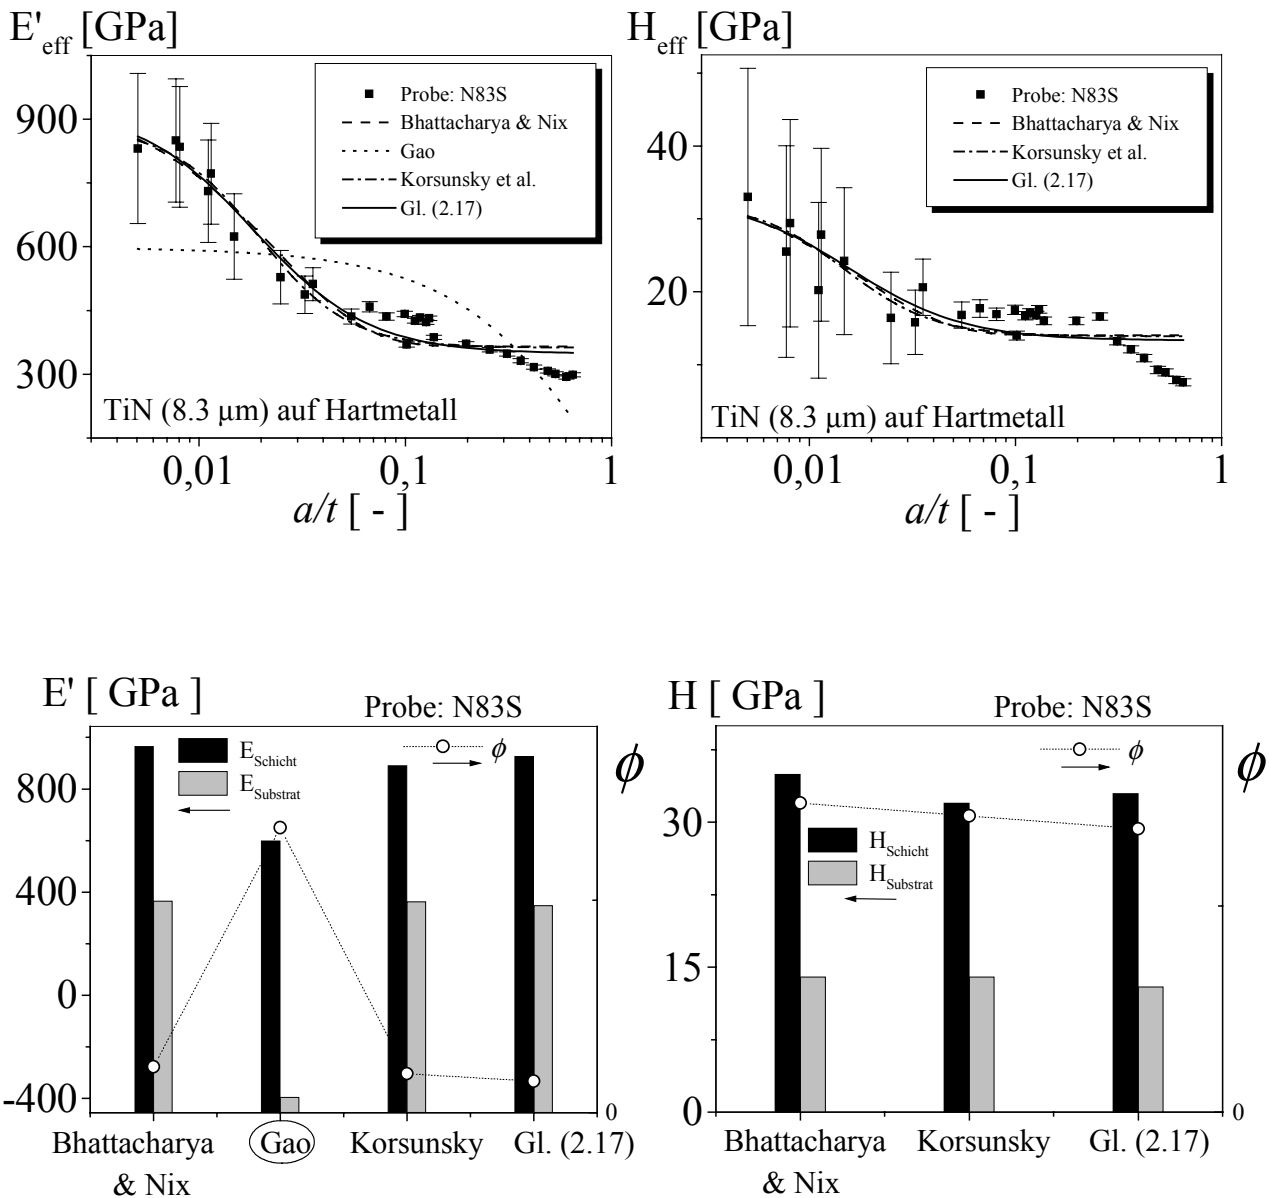 E'eff [GPa]
900
600
300
Probe: N83S
Bhattacharya & Nix
Gao
Korsunsky et al.
Gl. (2.17)
TiN (8.3 µm) auf Hartmetall
0,01 0,1 1
a/t [ - ]
Heff [GPa]
40
20
Probe: N83S
Bhattacharya & Nix
Korsunsky et al.
Gl. (2.17)
TiN (8.3 µm) auf Hartmetall
0,01 0,1 1
a/t [ - ]
E' [ GPa ]
Probe: N83S
ESchicht
ESubstrat
ϕ
ϕ
800
400
0
-400
0
Bhattacharya & Nix
Gao
Korsunsky
Gl. (2.17)
H [ GPa ]
Probe: N83S
ϕ
ϕ
HSchicht
HSubstrat
30
15
0
0
Bhattacharya & Nix
Korsunsky
Gl. (2.17)